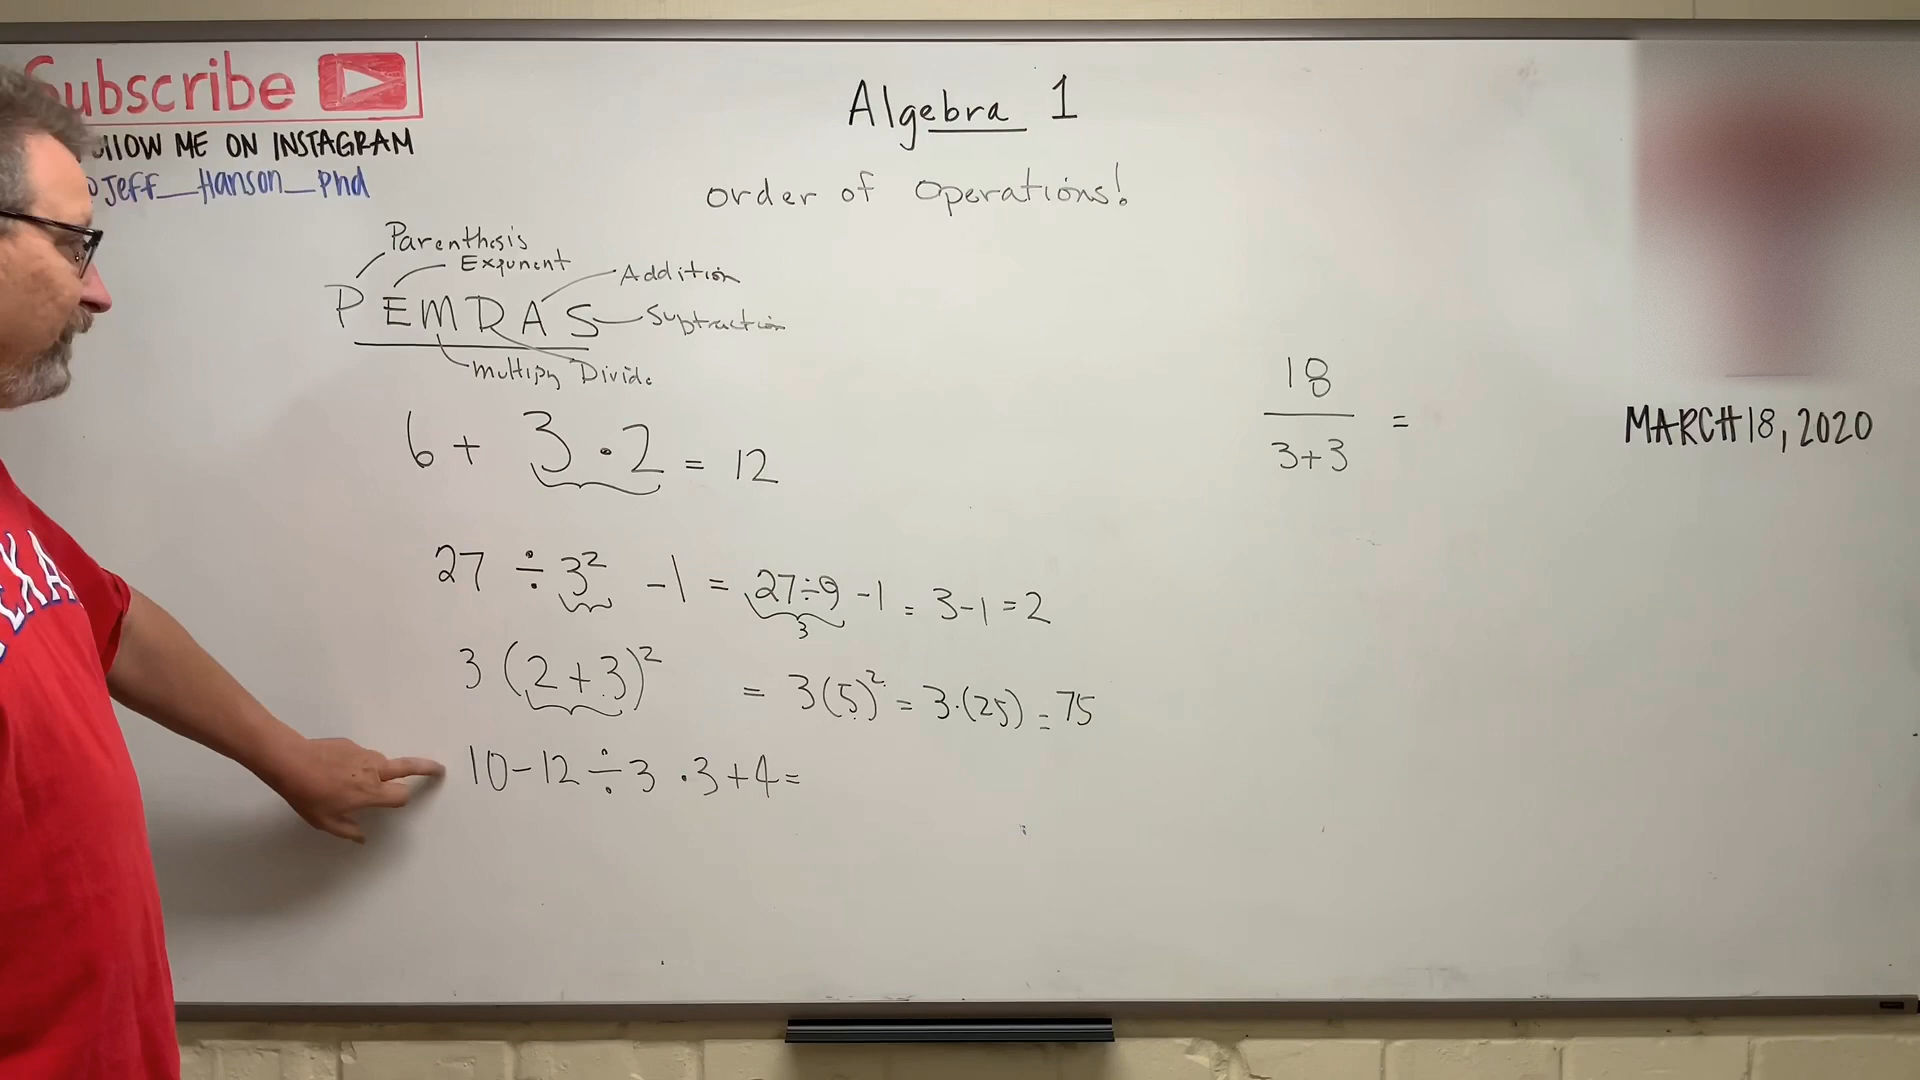 Subscribe
FOLLOW ME ON INSTAGRAM
@Jeff_Hanson_Phd
Algebra 1
order of Operations!
Parenthesis
Exponent
Addition
PEMDAS
Subtraction
Multiply Divide
6 + 3 · 2 = 12
27 ÷ 3² - 1 = 27÷9 - 1 = 3-1 = 2
3
3 (2+3)² = 3(5)² = 3·(25) = 75
10-12 ÷ 3 · 3 + 4 =
18
3+3
=
MARCH 18, 2020
TEXA